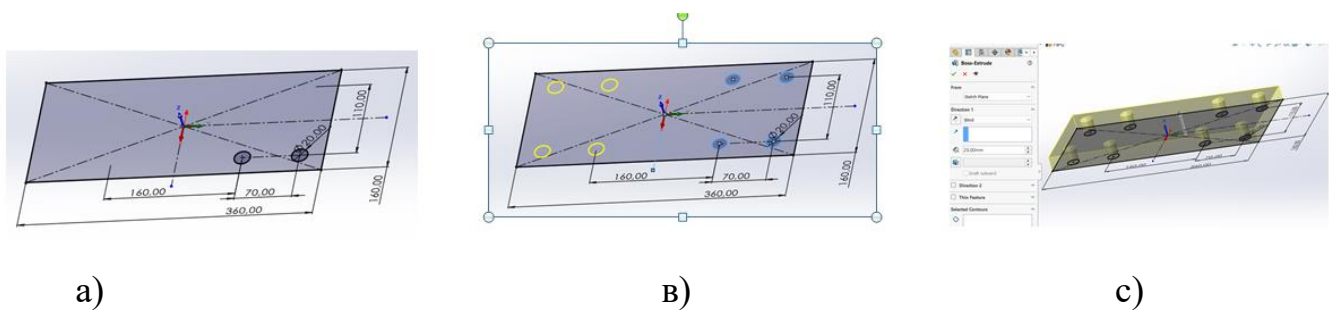 160,00
70,00
360,00
110,00
160,00
20,00
160,00
70,00
360,00
110,00
160,00
20,00
Boss-Extrude
From
Sketch Plane
Direction 1
Blind
Draft outward
Direction 2
Thin Feature
Selected Contours
а) в) с)